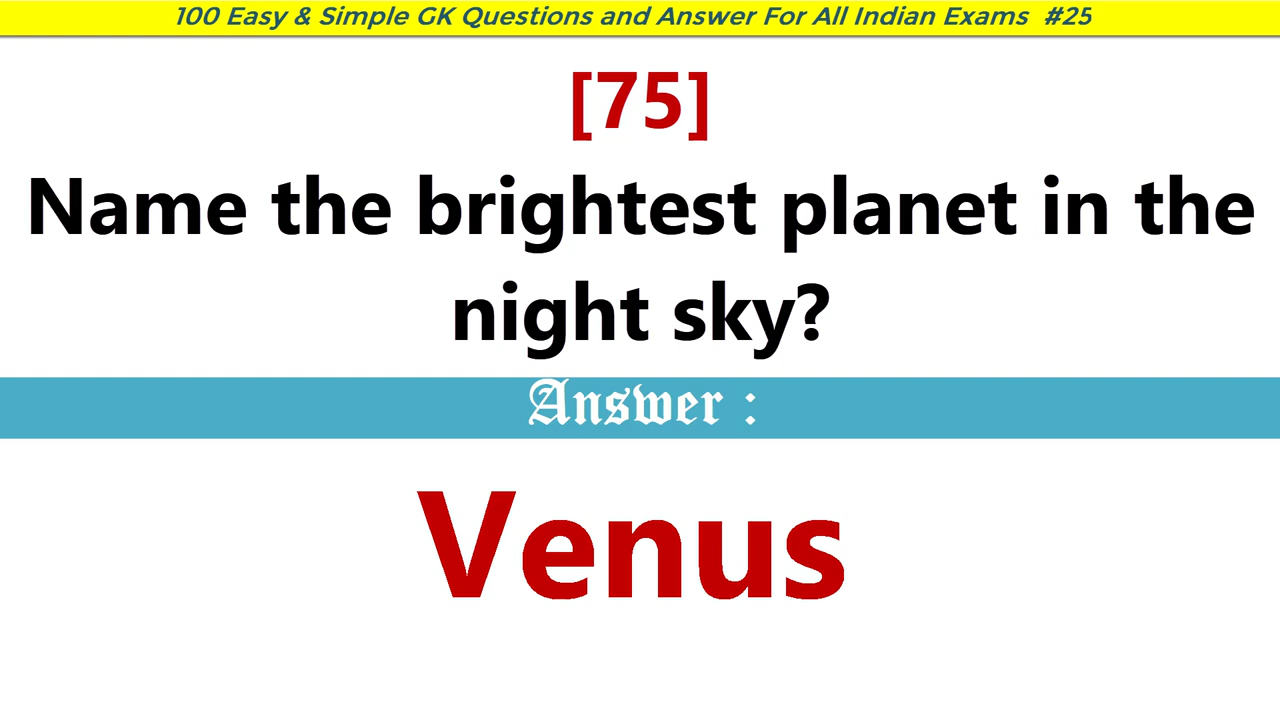 100 Easy & Simple GK Questions and Answer For All Indian Exams #25
[75]
Name the brightest planet in the
night sky?
Answer :
Venus